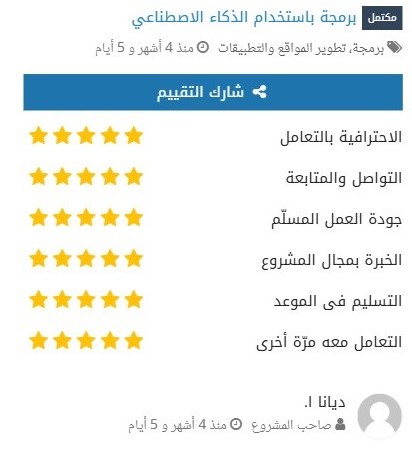 مكتمل برمجة باستخدام الذكاء الاصطناعي
برمجة، تطوير المواقع والتطبيقات منذ 4 أشهر و 5 أيام
شارك التقييم
الاحترافية بالتعامل
التواصل والمتابعة
جودة العمل المسلّم
الخبرة بمجال المشروع
التسليم فى الموعد
التعامل معه مرّة أخرى
ديانا ا.
صاحب المشروع منذ 4 أشهر و 5 أيام